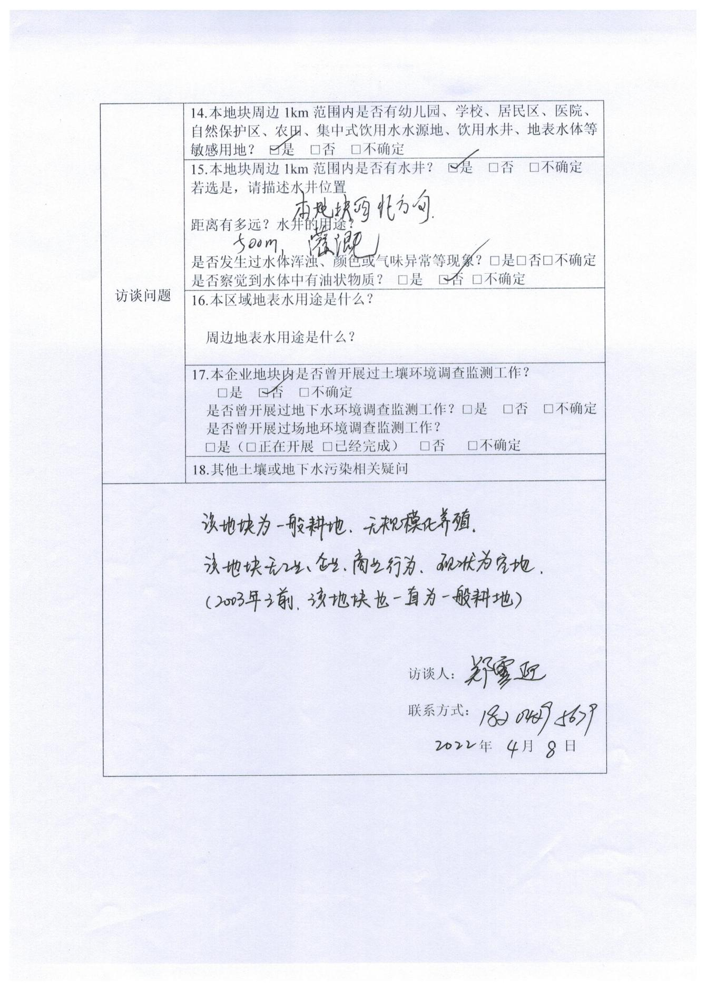 14.本地块周边 1km 范围内是否有幼儿园、学校、居民区、医院、
自然保护区、农田、集中式饮用水水源地、饮用水井、地表水体等
敏感用地? ☑是 □否 □不确定
15.本地块周边 1km 范围内是否有水井? ☑是 □否 □不确定
若选是，请描述水井位置
本地块西北方向.
距离有多远? 水井的用途?
500m, 灌溉
是否发生过水体浑浊、颜色或气味异常等现象? □是□否□不确定
是否察觉到水体中有油状物质? □是 ☑否 □不确定
访谈问题
16.本区域地表水用途是什么?
周边地表水用途是什么?
17.本企业地块内是否曾开展过土壤环境调查监测工作?
□是 ☑否 □不确定
是否曾开展过地下水环境调查监测工作? □是 □否 □不确定
是否曾开展过场地环境调查监测工作?
□是（□正在开展 □已经完成） □否 □不确定
18.其他土壤或地下水污染相关疑问
该地块为一般耕地、无规模化养殖.
该地块无工业、企业、商业行为、现状为空地.
(2003年之前、该地块也一直为一般耕地)
访谈人: 郑雲
联系方式:
2022年 4月 8日